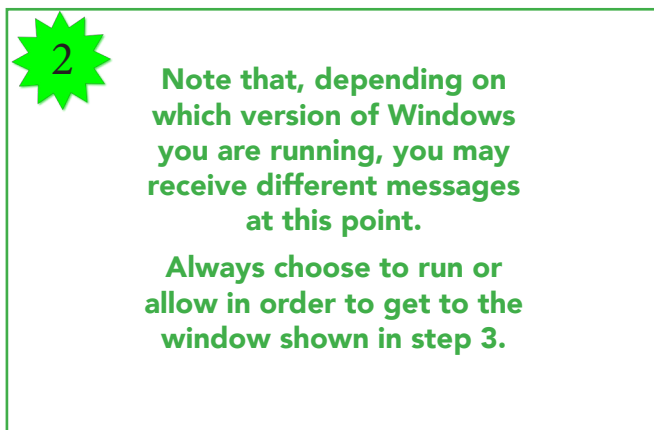 2
Note that, depending on
which version of Windows
you are running, you may
receive different messages
at this point.
Always choose to run or
allow in order to get to the
window shown in step 3.